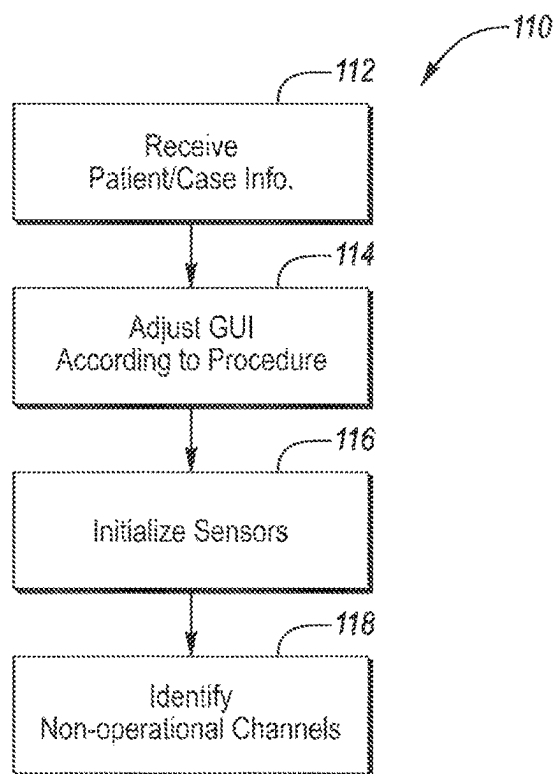 110
112
Receive
Patient/Case Info.
114
Adjust GUI
According to Procedure
116
Initialize Sensors
118
Identify
Non-operational Channels